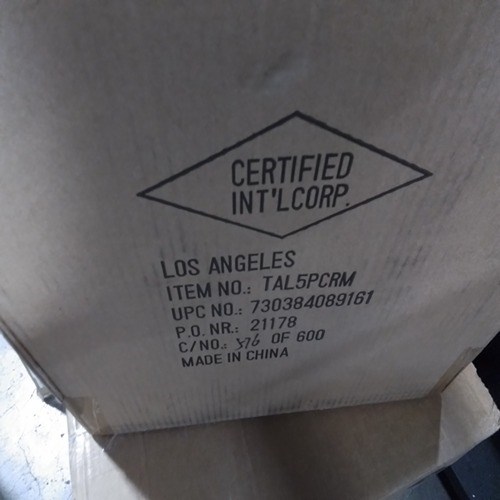 CERTIFIED
INT'L CORP.
LOS ANGELES
ITEM NO.: TAL5PCRM
UPC NO.: 730384089161
P.O. NR.: 21178
C/NO.: 376 OF 600
MADE IN CHINA